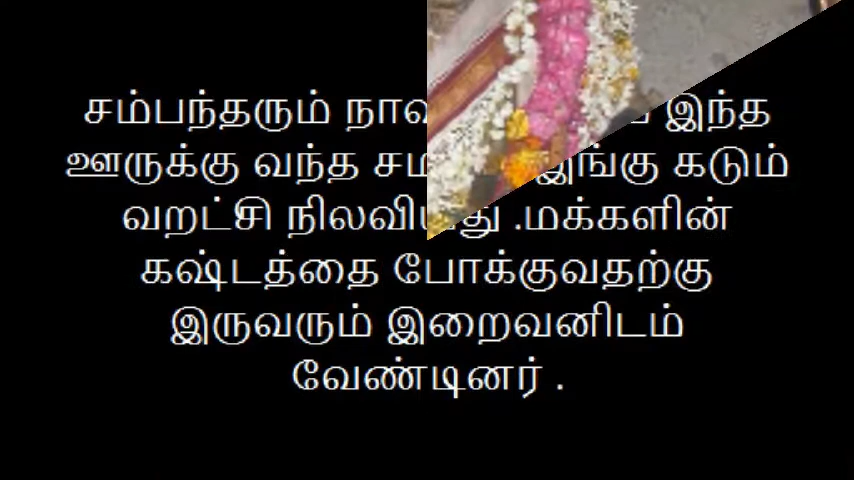 சம்பந்தரும் இந்த
ஊருக்கு வந்த இங்கு கடும்
வறட்சி .மக்களின்
கஷ்டத்தை போக்குவதற்கு
இருவரும் இறைவனிடம்
வேண்டினர் .